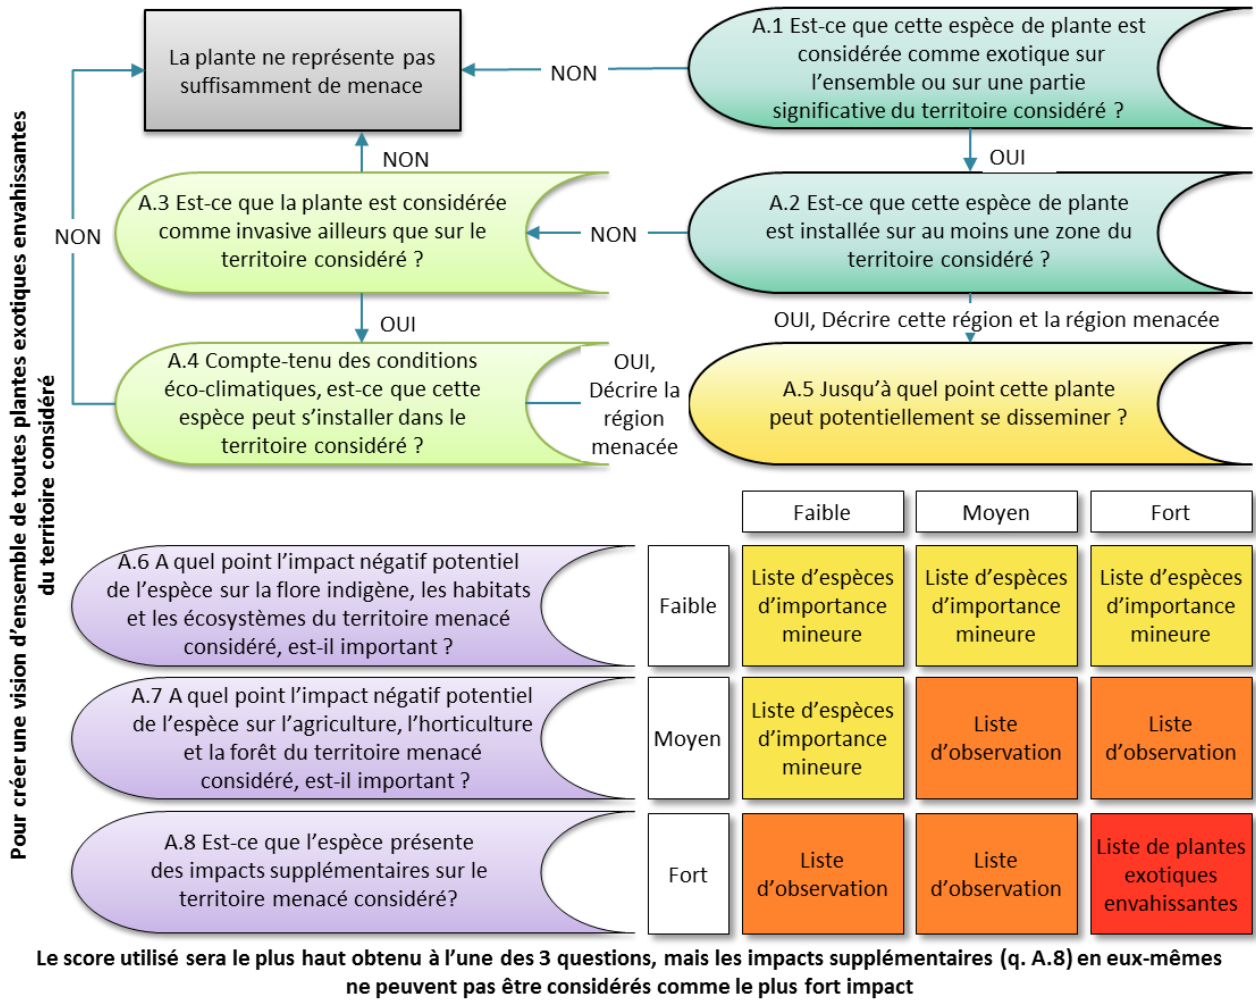 Pour créer une vision d'ensemble de toutes plantes exotiques envahissantes
du territoire considéré
La plante ne représente pas
suffisamment de menace
NON
A.1 Est-ce que cette espèce de plante est
considérée comme exotique sur
l'ensemble ou sur une partie
significative du territoire considéré ?
NON
OUI
A.3 Est-ce que la plante est considérée
comme invasive ailleurs que sur le
territoire considéré ?
NON
NON
A.2 Est-ce que cette espèce de plante
est installée sur au moins une zone du
territoire considéré ?
OUI
OUI, Décrire cette région et la région menacée
A.4 Compte-tenu des conditions
éco-climatiques, est-ce que cette
espèce peut s'installer dans le
territoire considéré ?
OUI,
Décrire la
région
menacée
A.5 Jusqu'à quel point cette plante
peut potentiellement se disseminer ?
Faible
Moyen
Fort
A.6 A quel point l'impact négatif potentiel
de l'espèce sur la flore indigène, les habitats
et les écosystèmes du territoire menacé
considéré, est-il important ?
Faible
Liste d'espèces
d'importance
mineure
Liste d'espèces
d'importance
mineure
Liste d'espèces
d'importance
mineure
A.7 A quel point l'impact négatif potentiel
de l'espèce sur l'agriculture, l'horticulture
et la forêt du territoire menacé
considéré, est-il important ?
Moyen
Liste d'espèces
d'importance
mineure
Liste
d'observation
Liste
d'observation
A.8 Est-ce que l'espèce présente
des impacts supplémentaires sur le
territoire menacé considéré?
Fort
Liste
d'observation
Liste
d'observation
Liste de plantes
exotiques
envahissantes
Le score utilisé sera le plus haut obtenu à l'une des 3 questions, mais les impacts supplémentaires (q. A.8) en eux-mêmes
ne peuvent pas être considérés comme le plus fort impact